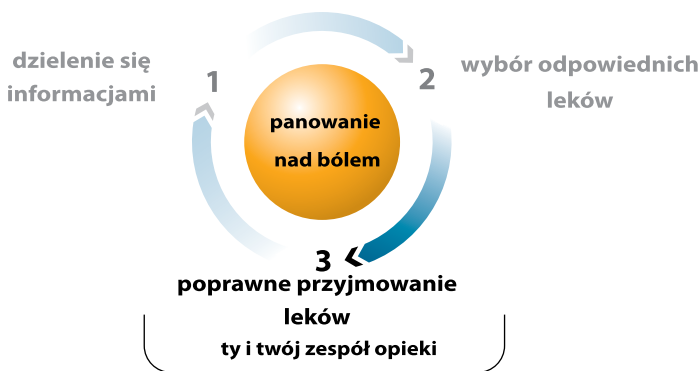 dzielenie się
informacjami
1
2
wybór odpowiednich
leków
panowanie
nad bólem
3
poprawne przyjmowanie
leków
ty i twój zespół opieki